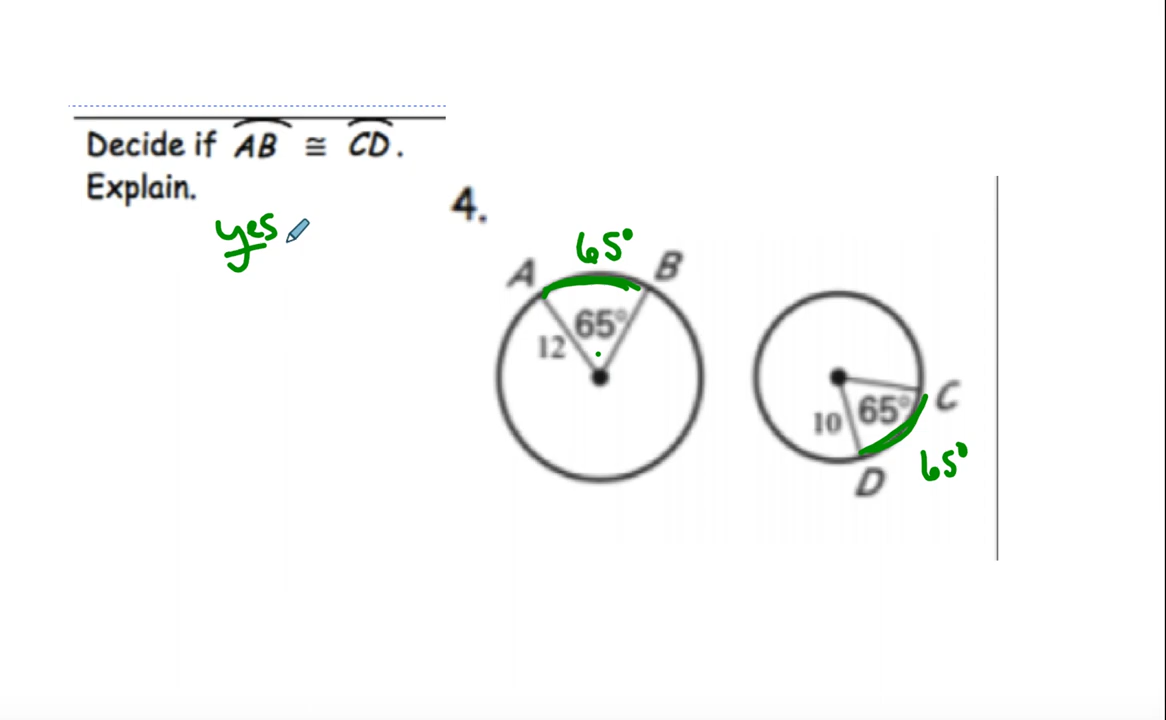 Decide if AB ≅ CD.
Explain.
yes
4.
65°
A
B
65°
12
C
65°
10
65°
D